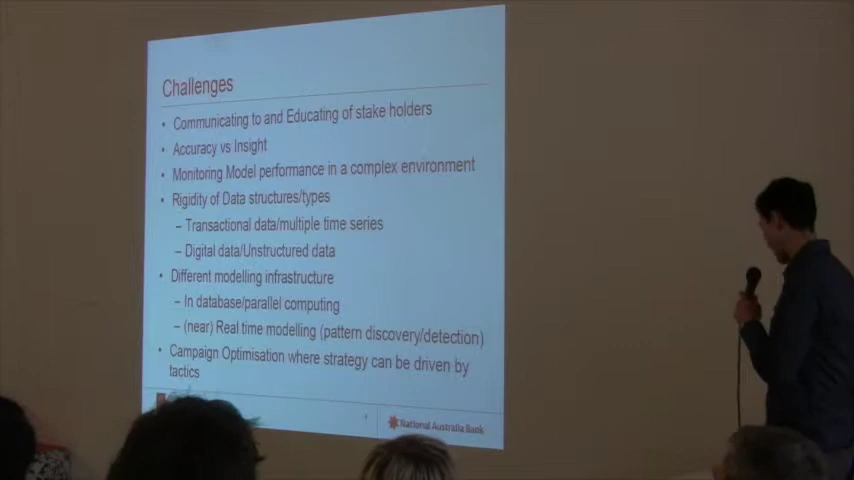 Challenges
• Communicating to and Educating of stake holders
• Accuracy vs Insight
• Monitoring Model performance in a complex environment
• Rigidity of Data structures/types
– Transactional data/multiple time series
– Digital data/Unstructured data
• Different modelling infrastructure
– In database/parallel computing
– (near) Real time modelling (pattern discovery/detection)
• Campaign Optimisation where strategy can be driven by
tactics
National Australia Bank